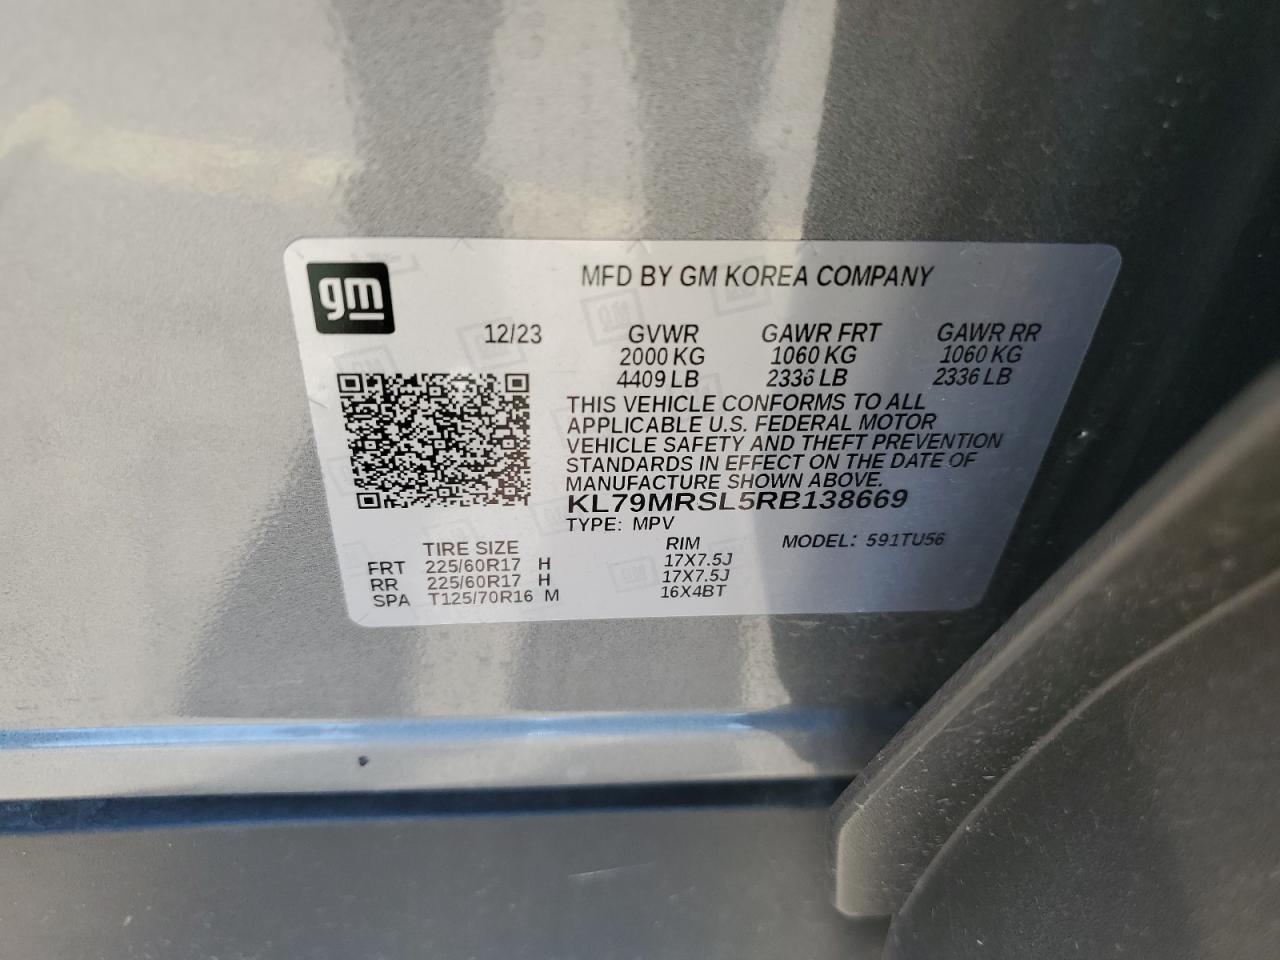 gm
MFD BY GM KOREA COMPANY
12/23 GVWR GAWR FRT GAWR RR
2000 KG 1060 KG 1060 KG
4409 LB 2336 LB 2336 LB
THIS VEHICLE CONFORMS TO ALL
APPLICABLE U.S. FEDERAL MOTOR
VEHICLE SAFETY AND THEFT PREVENTION
STANDARDS IN EFFECT ON THE DATE OF
MANUFACTURE SHOWN ABOVE.
KL79MRSL5RB138669
TYPE: MPV MODEL: 591TU56
TIRE SIZE RIM
FRT 225/60R17 H 17X7.5J
RR 225/60R17 H 17X7.5J
SPA T125/70R16 M 16X4BT